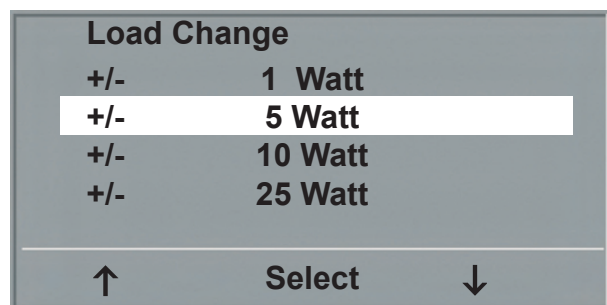 Load Change
+/- 1 Watt
+/- 5 Watt
+/- 10 Watt
+/- 25 Watt
↑ Select ↓